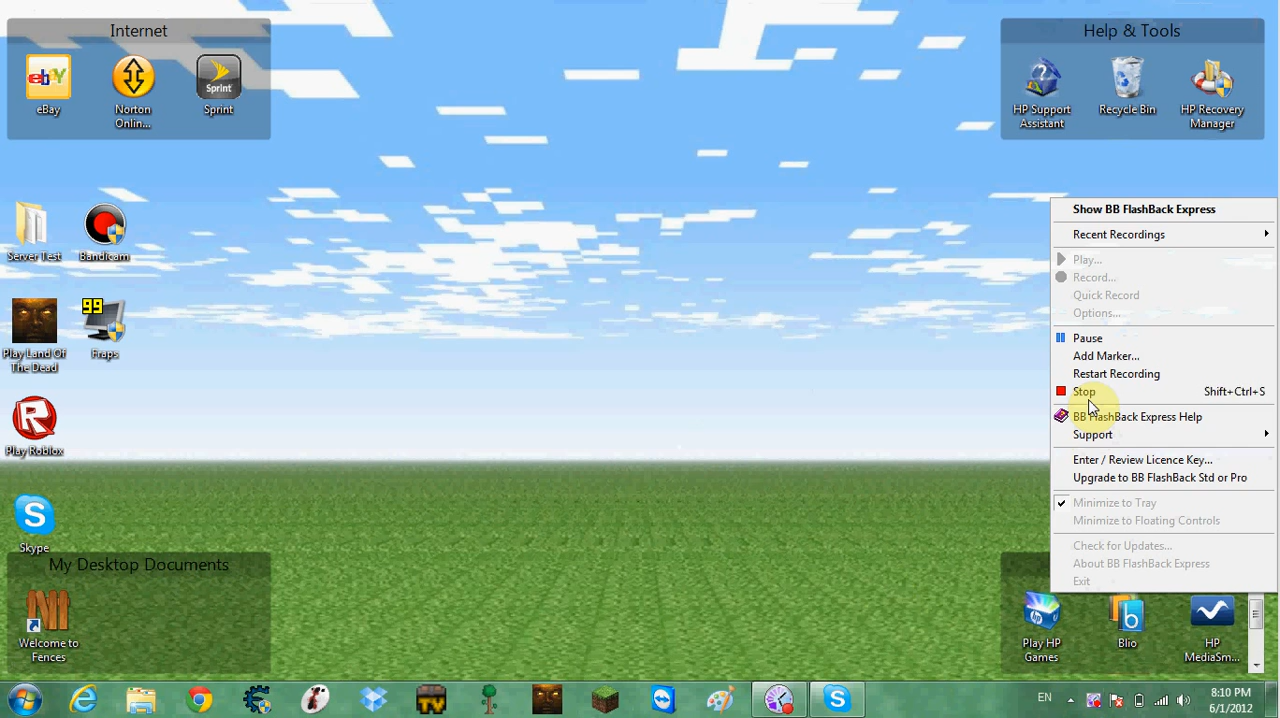 Internet
eBay
Norton
Onlin...
Sprint
Sprint
Help & Tools
HP Support
Assistant
Recycle Bin
HP Recovery
Manager
Server Test
Bandicam
99
Play Land Of
The Dead
Fraps
Play Roblox
Skype
My Desktop Documents
Welcome to
Fences
Show BB FlashBack Express
Recent Recordings
Play...
Record...
Quick Record
Options...
Pause
Add Marker...
Restart Recording
Stop Shift+Ctrl+S
BB FlashBack Express Help
Support
Enter / Review Licence Key...
Upgrade to BB FlashBack Std or Pro
Minimize to Tray
Minimize to Floating Controls
Check for Updates...
About BB FlashBack Express
Exit
Play HP
Games
Blio
HP
MediaSm...
TV
EN
8:10 PM
6/1/2012